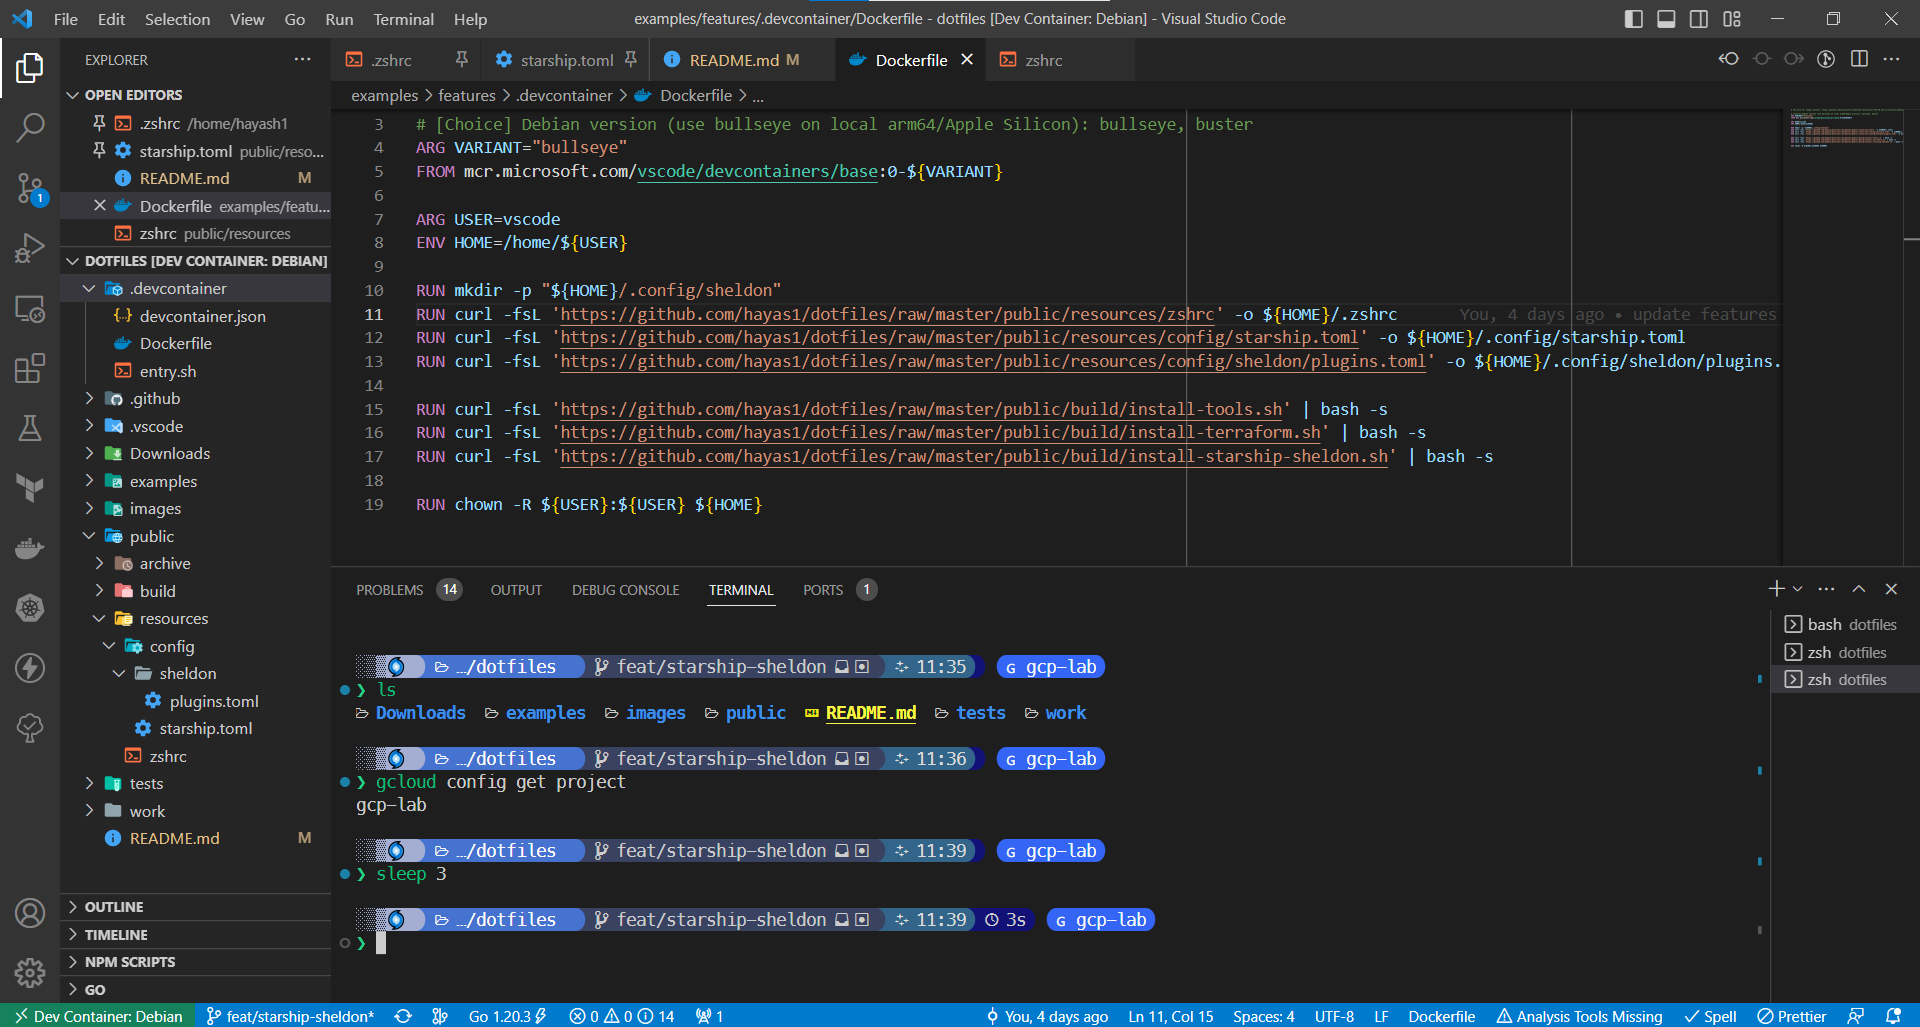 File Edit Selection View Go Run Terminal Help examples/features/.devcontainer/Dockerfile - dotfiles [Dev Container: Debian] - Visual Studio Code
EXPLORER
OPEN EDITORS
.zshrc /home/hayash1
starship.toml public/reso...
README.md M
Dockerfile examples/featu...
zshrc public/resources
DOTFILES [DEV CONTAINER: DEBIAN]
.devcontainer
devcontainer.json
Dockerfile
entry.sh
.github
.vscode
Downloads
examples
images
public
archive
build
resources
config
sheldon
plugins.toml
starship.toml
zshrc
tests
work
README.md M
OUTLINE
TIMELINE
NPM SCRIPTS
GO
1
.zshrc starship.toml README.md M Dockerfile zshrc
examples > features > .devcontainer > Dockerfile > ...
3 # [Choice] Debian version (use bullseye on local arm64/Apple Silicon): bullseye, buster
4 ARG VARIANT="bullseye"
5 FROM mcr.microsoft.com/vscode/devcontainers/base:0-${VARIANT}
6
7 ARG USER=vscode
8 ENV HOME=/home/${USER}
9
10 RUN mkdir -p "${HOME}/.config/sheldon"
11 RUN curl -fsL 'https://github.com/hayas1/dotfiles/raw/master/public/resources/zshrc' -o ${HOME}/.zshrc You, 4 days ago • update features
12 RUN curl -fsL 'https://github.com/hayas1/dotfiles/raw/master/public/resources/config/starship.toml' -o ${HOME}/.config/starship.toml
13 RUN curl -fsL 'https://github.com/hayas1/dotfiles/raw/master/public/resources/config/sheldon/plugins.toml' -o ${HOME}/.config/sheldon/plugins.
14
15 RUN curl -fsL 'https://github.com/hayas1/dotfiles/raw/master/public/build/install-tools.sh' | bash -s
16 RUN curl -fsL 'https://github.com/hayas1/dotfiles/raw/master/public/build/install-terraform.sh' | bash -s
17 RUN curl -fsL 'https://github.com/hayas1/dotfiles/raw/master/public/build/install-starship-sheldon.sh' | bash -s
18
19 RUN chown -R ${USER}:${USER} ${HOME}
PROBLEMS 14 OUTPUT DEBUG CONSOLE TERMINAL PORTS 1
bash dotfiles
zsh dotfiles
zsh dotfiles
…/dotfiles feat/starship-sheldon 11:35 G gcp-lab
❯ ls
Downloads examples images public README.md tests work
…/dotfiles feat/starship-sheldon 11:36 G gcp-lab
❯ gcloud config get project
gcp-lab
…/dotfiles feat/starship-sheldon 11:39 G gcp-lab
❯ sleep 3
…/dotfiles feat/starship-sheldon 11:39 3s G gcp-lab
❯
Dev Container: Debian feat/starship-sheldon* Go 1.20.3 0 0 14 1 You, 4 days ago Ln 11, Col 15 Spaces: 4 UTF-8 LF Dockerfile Analysis Tools Missing Spell Prettier